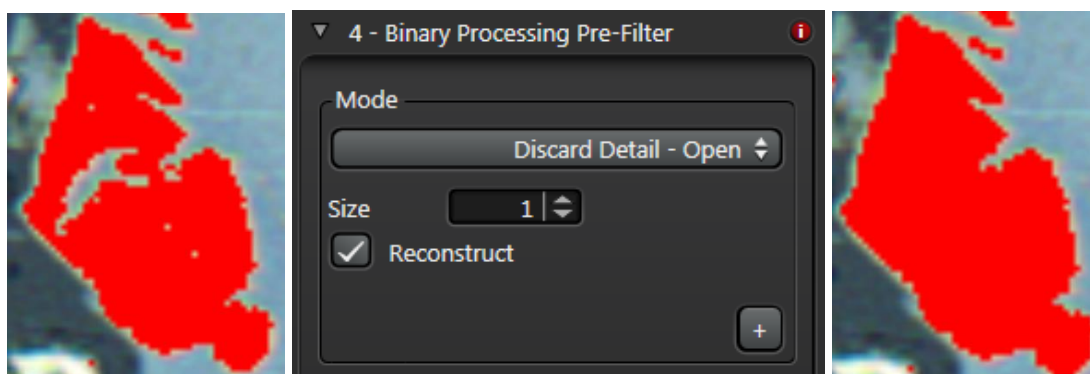 4 - Binary Processing Pre-Filter
Mode
Discard Detail - Open
Size 1
Reconstruct
+